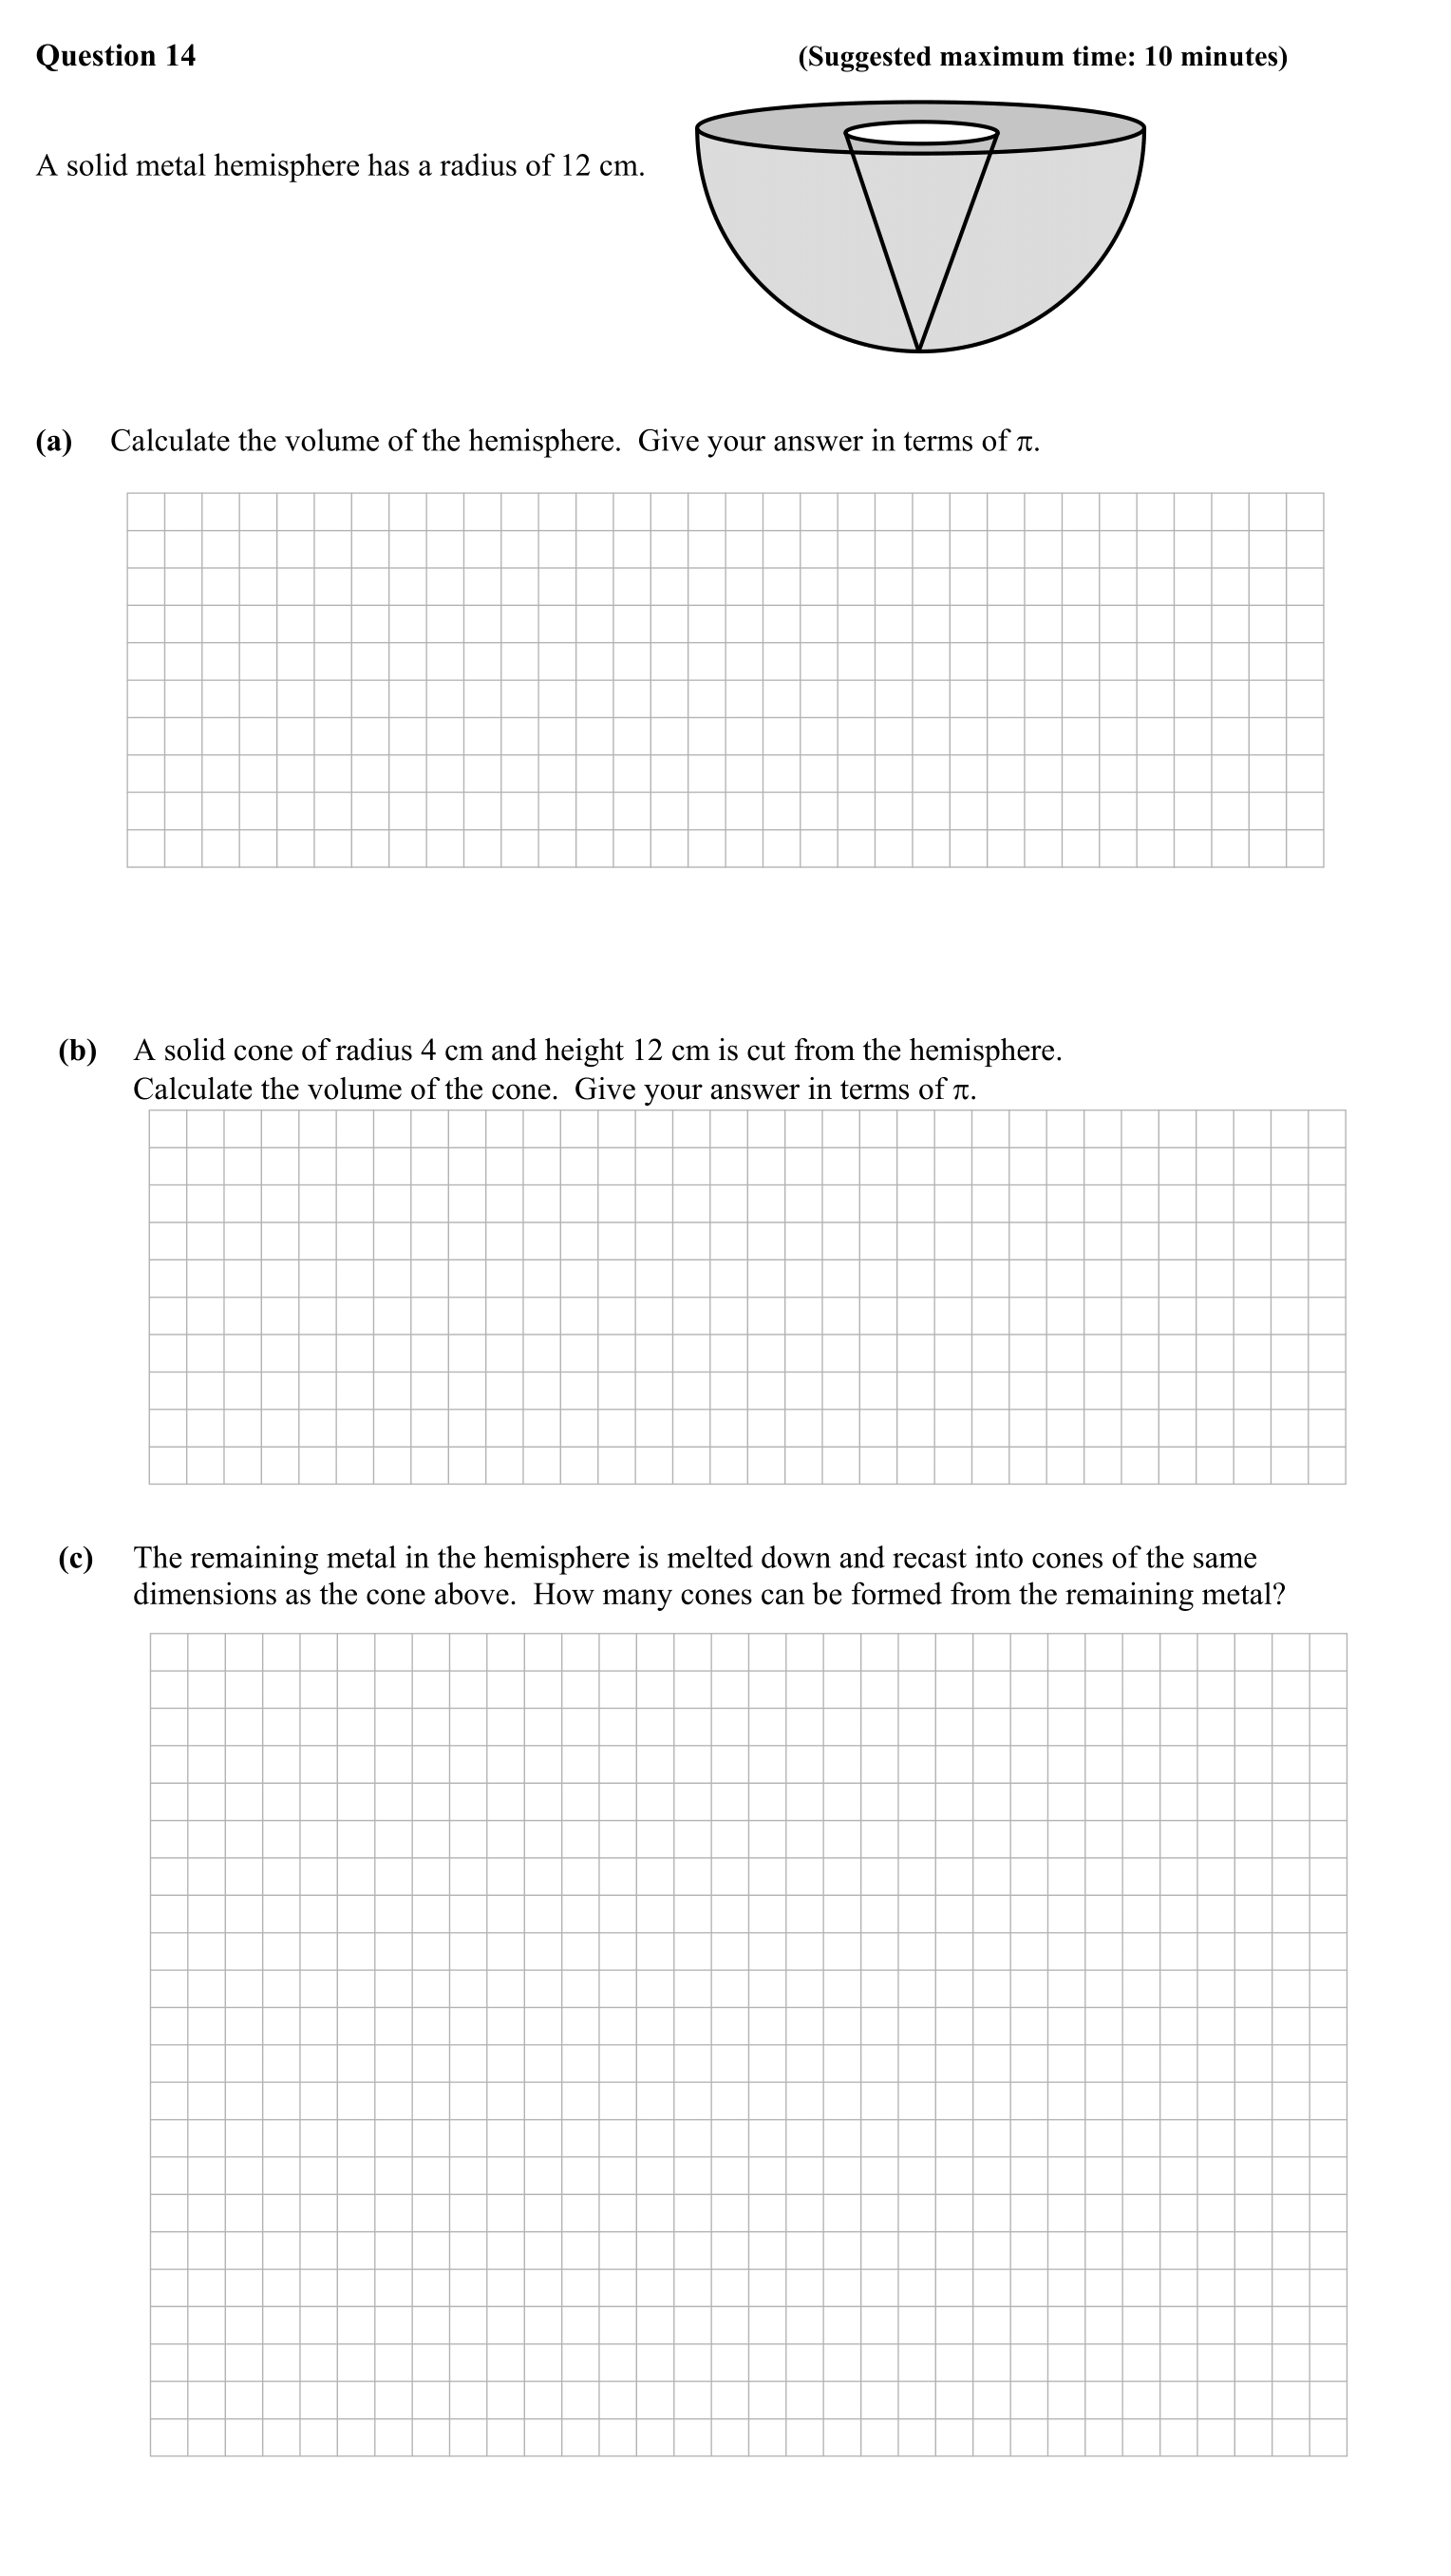 Question 14
(Suggested maximum time: 10 minutes)
A solid metal hemisphere has a radius of 12 cm.
(a) Calculate the volume of the hemisphere. Give your answer in terms of π.
(b) A solid cone of radius 4 cm and height 12 cm is cut from the hemisphere.
Calculate the volume of the cone. Give your answer in terms of π.
(c) The remaining metal in the hemisphere is melted down and recast into cones of the same
dimensions as the cone above. How many cones can be formed from the remaining metal?